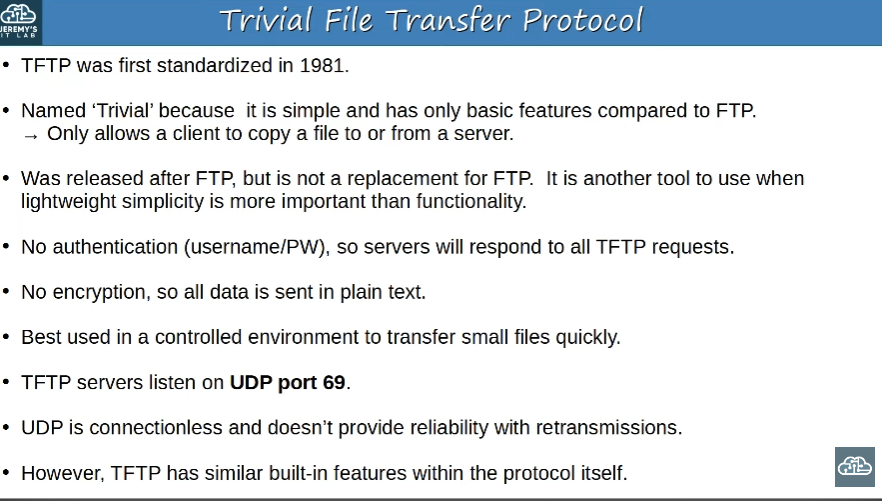 JEREMY'S
IT LAB
Trivial File Transfer Protocol
• TFTP was first standardized in 1981.
• Named ‘Trivial’ because it is simple and has only basic features compared to FTP.
→ Only allows a client to copy a file to or from a server.
• Was released after FTP, but is not a replacement for FTP. It is another tool to use when
lightweight simplicity is more important than functionality.
• No authentication (username/PW), so servers will respond to all TFTP requests.
• No encryption, so all data is sent in plain text.
• Best used in a controlled environment to transfer small files quickly.
• TFTP servers listen on UDP port 69.
• UDP is connectionless and doesn’t provide reliability with retransmissions.
• However, TFTP has similar built-in features within the protocol itself.